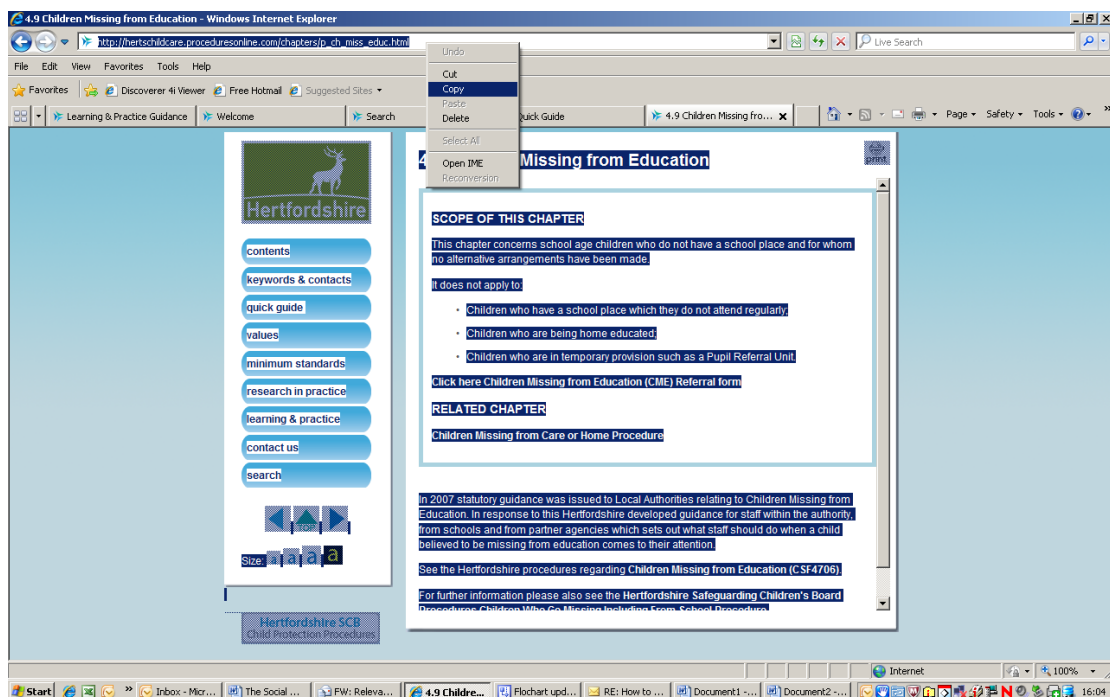 4.9 Children Missing from Education - Windows Internet Explorer
http://hertschildcare.proceduresonline.com/chapters/p_ch_miss_educ.html
Live Search
File Edit View Favorites Tools Help
Favorites Discoverer 4i Viewer Free Hotmail Suggested Sites
Learning & Practice Guidance Welcome Search Quick Guide 4.9 Children Missing fro... Page Safety Tools
Undo
Cut
Copy
Paste
Delete
Select All
Open IME
Reconversion
Hertfordshire
contents
keywords & contacts
quick guide
values
minimum standards
research in practice
learning & practice
contact us
search
TOP
Size: a a a a
Hertfordshire SCB
Child Protection Procedures
4 Missing from Education
print
SCOPE OF THIS CHAPTER
This chapter concerns school age children who do not have a school place and for whom
no alternative arrangements have been made.
It does not apply to:
• Children who have a school place which they do not attend regularly;
• Children who are being home educated;
• Children who are in temporary provision such as a Pupil Referral Unit.
Click here Children Missing from Education (CME) Referral form
RELATED CHAPTER
Children Missing from Care or Home Procedure
In 2007 statutory guidance was issued to Local Authorities relating to Children Missing from
Education. In response to this Hertfordshire developed guidance for staff within the authority,
from schools and from partner agencies which sets out what staff should do when a child
believed to be missing from education comes to their attention.
See the Hertfordshire procedures regarding Children Missing from Education (CSF4706).
For further information please also see the Hertfordshire Safeguarding Children's Board
Procedures Children Who Go Missing Including From School Procedure.
Internet 100%
Start Inbox - Micr... The Social ... FW: Releva... 4.9 Childre... Flochart upd... RE: How to ... Document1 -... Document2 -... 16:04